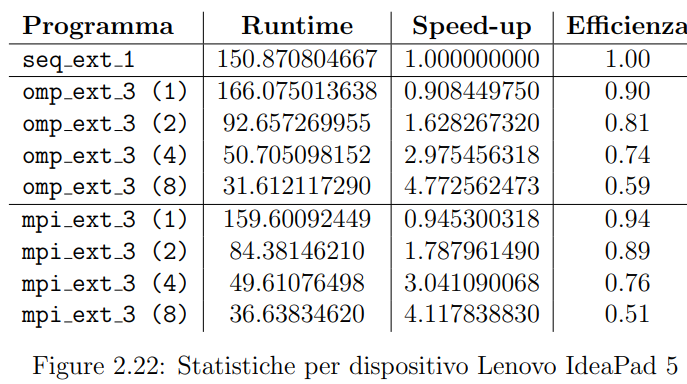 Programma Runtime Speed-up Efficienza
seq_ext_1 150.870804667 1.000000000 1.00
omp_ext_3 (1) 166.075013638 0.908449750 0.90
omp_ext_3 (2) 92.657269955 1.628267320 0.81
omp_ext_3 (4) 50.705098152 2.975456318 0.74
omp_ext_3 (8) 31.612117290 4.772562473 0.59
mpi_ext_3 (1) 159.60092449 0.945300318 0.94
mpi_ext_3 (2) 84.38146210 1.787961490 0.89
mpi_ext_3 (4) 49.61076498 3.041090068 0.76
mpi_ext_3 (8) 36.63834620 4.117838830 0.51
Figure 2.22: Statistiche per dispositivo Lenovo IdeaPad 5